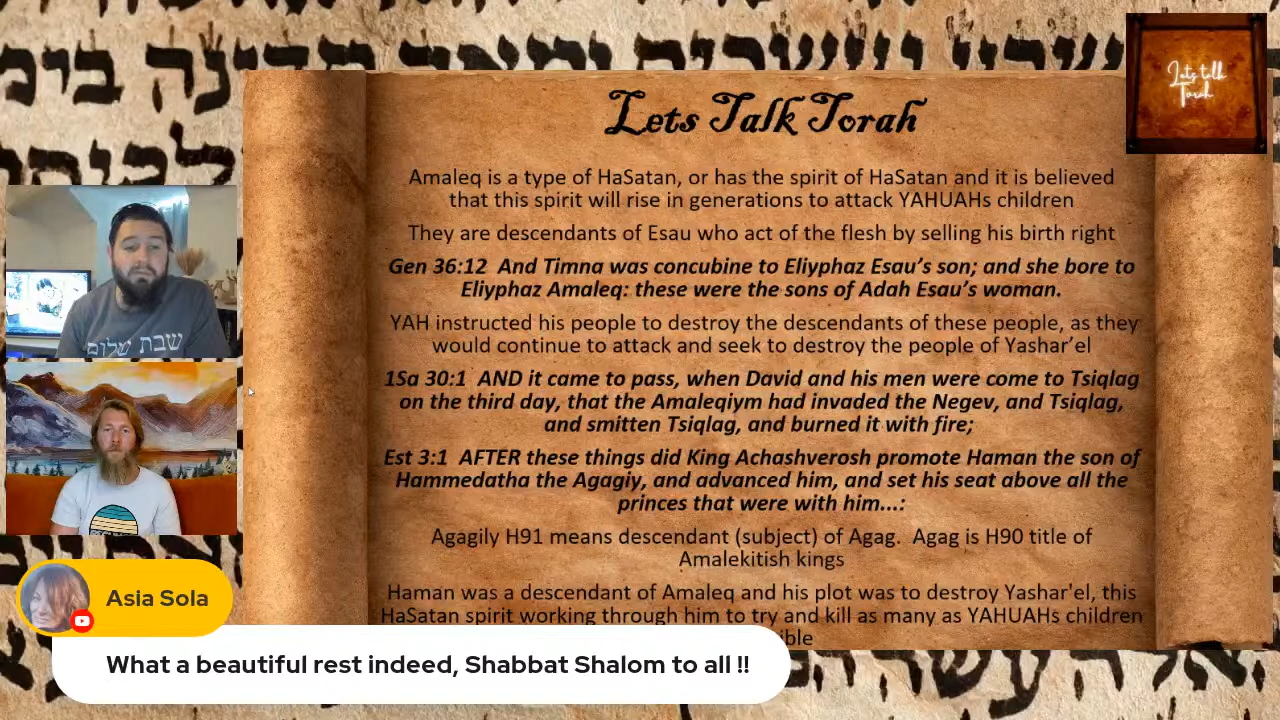 Lets talk
Torah
Lets Talk Torah
Amaleq is a type of HaSatan, or has the spirit of HaSatan and it is believed
that this spirit will rise in generations to attack YAHUAHs children
They are descendants of Esau who act of the flesh by selling his birth right
Gen 36:12 And Timna was concubine to Eliyphaz Esau’s son; and she bore to
Eliyphaz Amaleq: these were the sons of Adah Esau’s woman.
YAH instructed his people to destroy the descendants of these people, as they
would continue to attack and seek to destroy the people of Yashar’el
1Sa 30:1 AND it came to pass, when David and his men were come to Tsiqlag
on the third day, that the Amaleqiym had invaded the Negev, and Tsiqlag,
and smitten Tsiqlag, and burned it with fire;
Est 3:1 AFTER these things did King Achashverosh promote Haman the son of
Hammedatha the Agagiy, and advanced him, and set his seat above all the
princes that were with him...:
Agagily H91 means descendant (subject) of Agag. Agag is H90 title of
Amalekitish kings
Haman was a descendant of Amaleq and his plot was to destroy Yashar'el, this
HaSatan spirit working through him to try and kill as many as YAHUAHs children
שבת שלום
Asia Sola
What a beautiful rest indeed, Shabbat Shalom to all !!